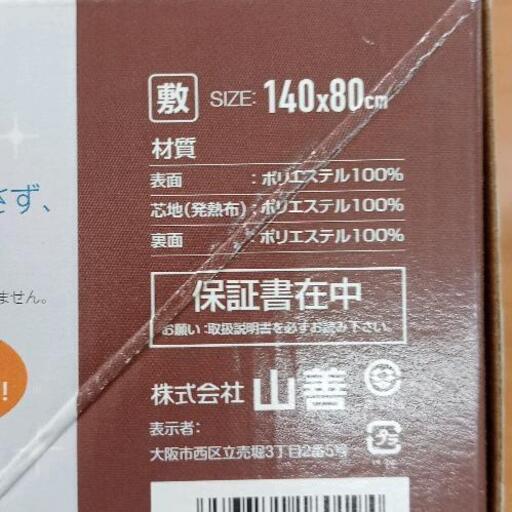 敷 SIZE: 140x80cm
材質
表面 : ポリエステル100%
芯地(発熱布) : ポリエステル100%
裏面 : ポリエステル100%
保証書在中
お願い:取扱説明書を必ずお読み下さい。
株式会社 山善
表示者:
大阪市西区立売堀3丁目2番5号
プラ
さず、
ません。
!